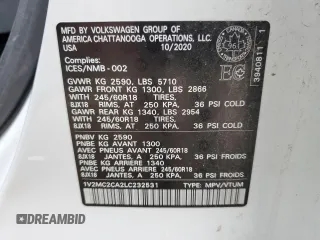 MFD BY VOLKSWAGEN GROUP OF
AMERICA CHATTANOOGA OPERATIONS, LLC.
USA 10/2020
Complies:
ICES/NMB-002
GVWR KG 2590, LBS 5710
GAWR FRONT KG 1300, LBS 2866
WITH 245/60R18 TIRES,
8JX18 RIMS, AT 250 KPA, 36 PSI COLD
GAWR REAR KG 1340, LBS 2954
WITH 245/60R18 TIRES,
8JX18 RIMS, AT 250 KPA, 36 PSI COLD
PNBV KG 2590
PNBE KG AVANT 1300
AVEC PNEUS AVANT 245/60R18
8JX18 JANTES, A 250 KPA, 36 PSI A FROID
PNBE KG ARRIERE 1340
AVEC PNEUS ARRIERE 245/60R18
8JX18 JANTES, A 250 KPA, 36 PSI A FROID
1V2MC2CA2LC232531 TYPE: MPV/VTUM
3940811 1
961